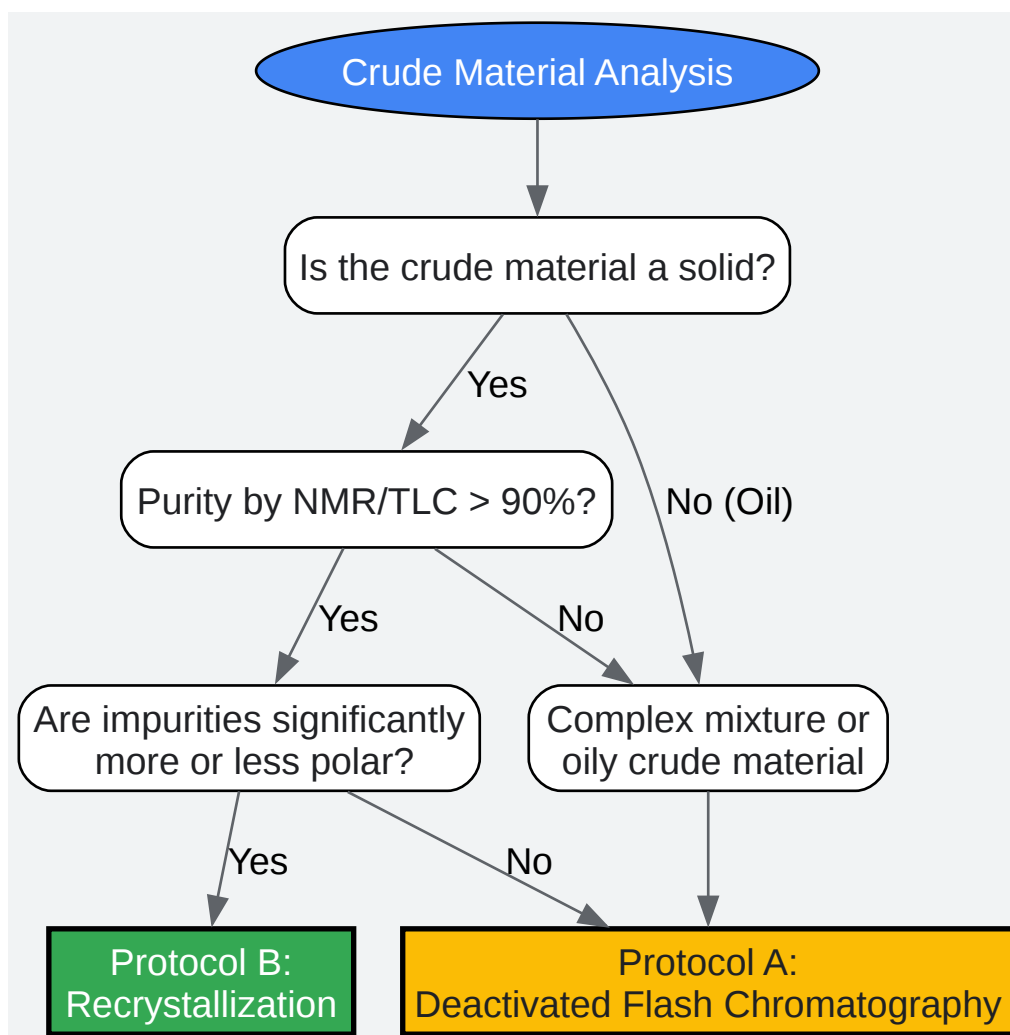 Crude Material Analysis
Is the crude material a solid?
Yes
Purity by NMR/TLC > 90%?
No (Oil)
Yes
No
Are impurities significantly
more or less polar?
Complex mixture or
oily crude material
Yes
No
Protocol B:
Recrystallization
Protocol A:
Deactivated Flash Chromatography